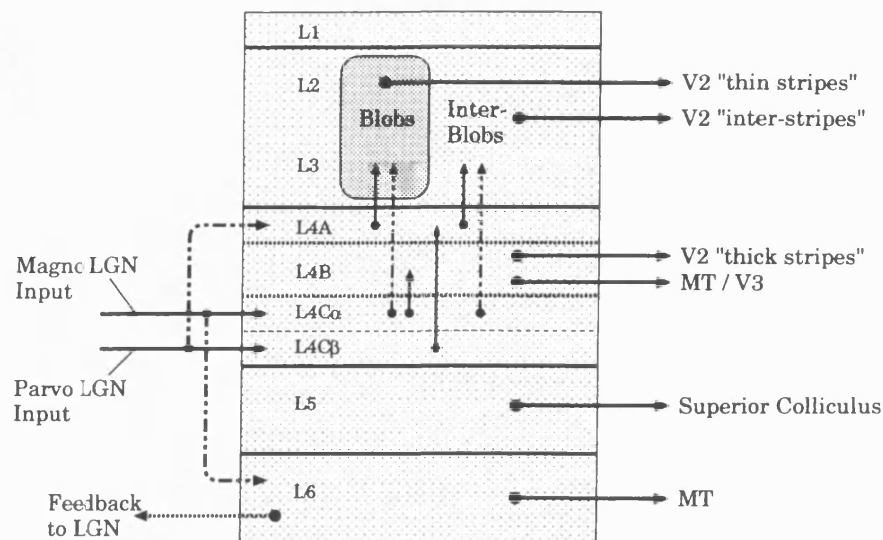 L1
L2
Blobs
Inter-
Blobs
L3
V2 "thin stripes"
V2 "inter-stripes"
L4A
L4B
L4Cα
L4Cβ
V2 "thick stripes"
MT / V3
Magno LGN
Input
Parvo LGN
Input
L5
Superior Colliculus
L6
MT
Feedback
to LGN